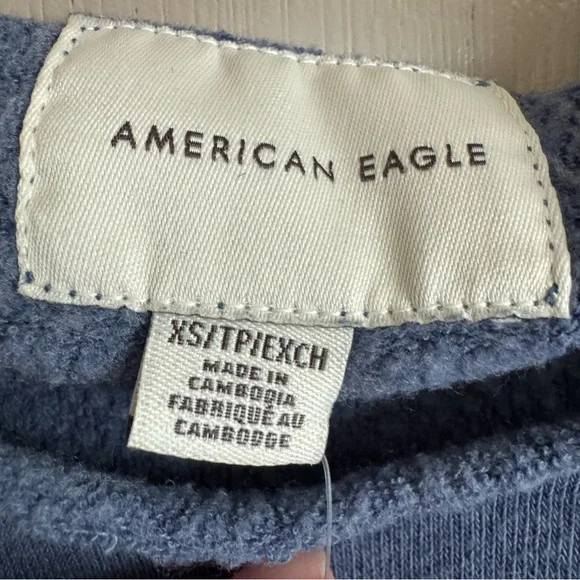 AMERICAN EAGLE
XS/TP/EXCH
MADE IN
CAMBODIA
FABRIQUÉ AU
CAMBODGE